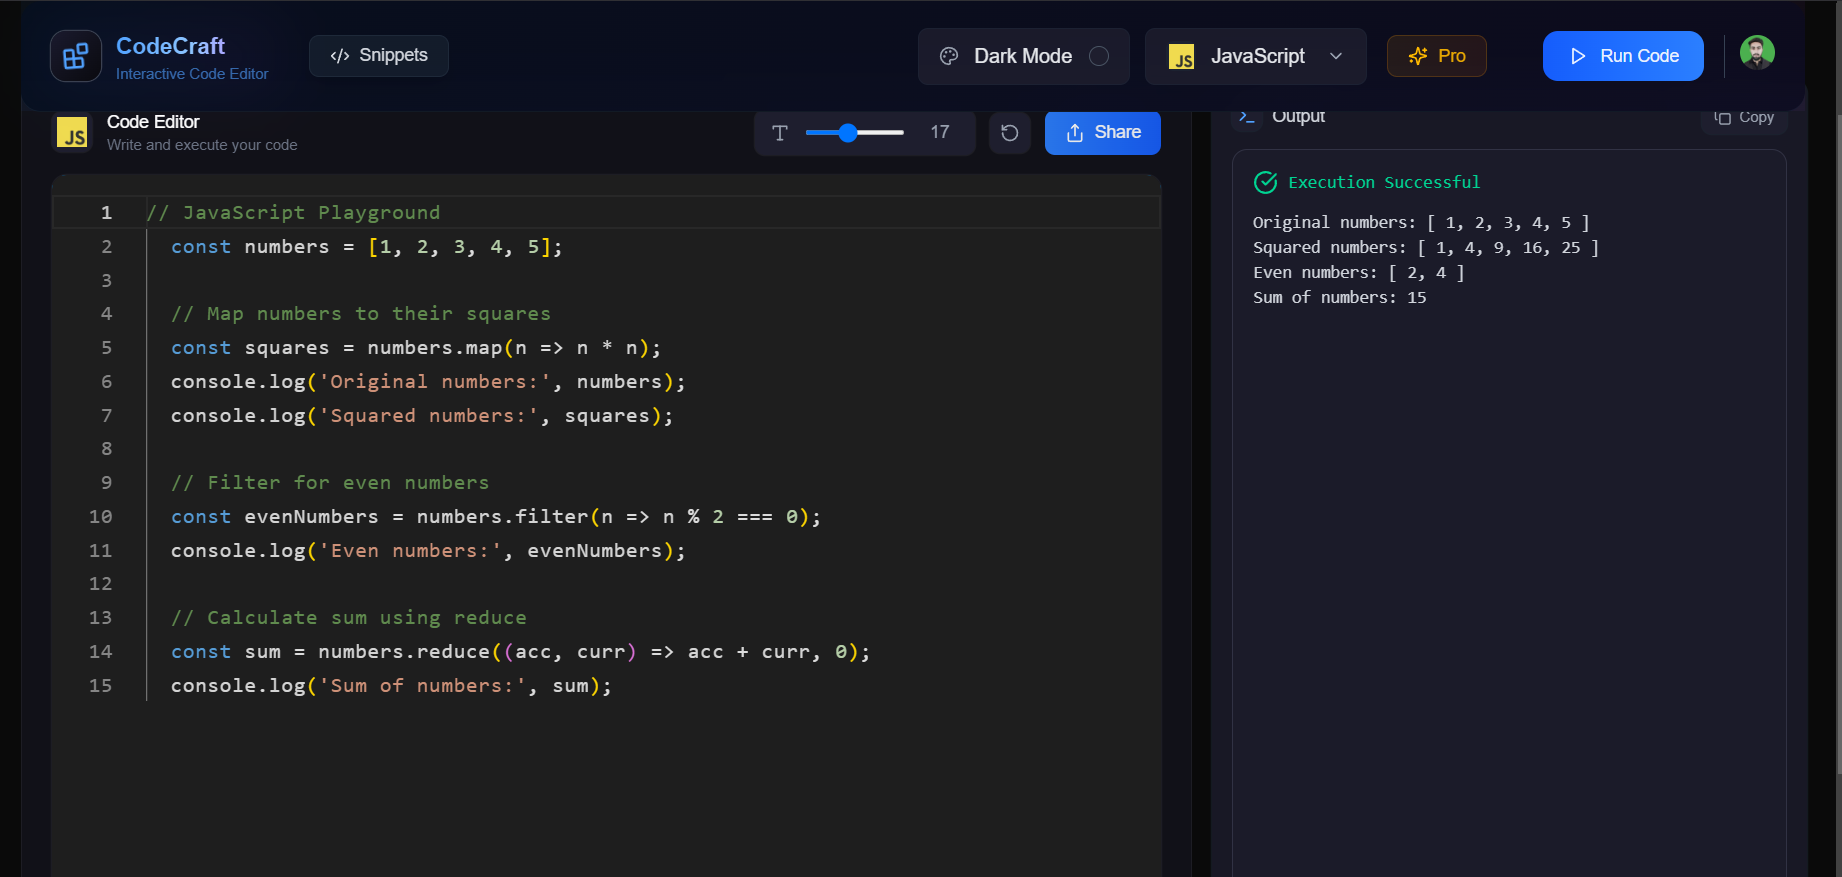 CodeCraft
Interactive Code Editor
</> Snippets
Dark Mode
JS JavaScript
Pro
Run Code
JS
Code Editor
Write and execute your code
17
Share
1 // JavaScript Playground
2   const numbers = [1, 2, 3, 4, 5];
3
4   // Map numbers to their squares
5   const squares = numbers.map(n => n * n);
6   console.log('Original numbers:', numbers);
7   console.log('Squared numbers:', squares);
8
9   // Filter for even numbers
10   const evenNumbers = numbers.filter(n => n % 2 === 0);
11   console.log('Even numbers:', evenNumbers);
12
13   // Calculate sum using reduce
14   const sum = numbers.reduce((acc, curr) => acc + curr, 0);
15   console.log('Sum of numbers:', sum);
Output
Copy
Execution Successful
Original numbers: [ 1, 2, 3, 4, 5 ]
Squared numbers: [ 1, 4, 9, 16, 25 ]
Even numbers: [ 2, 4 ]
Sum of numbers: 15